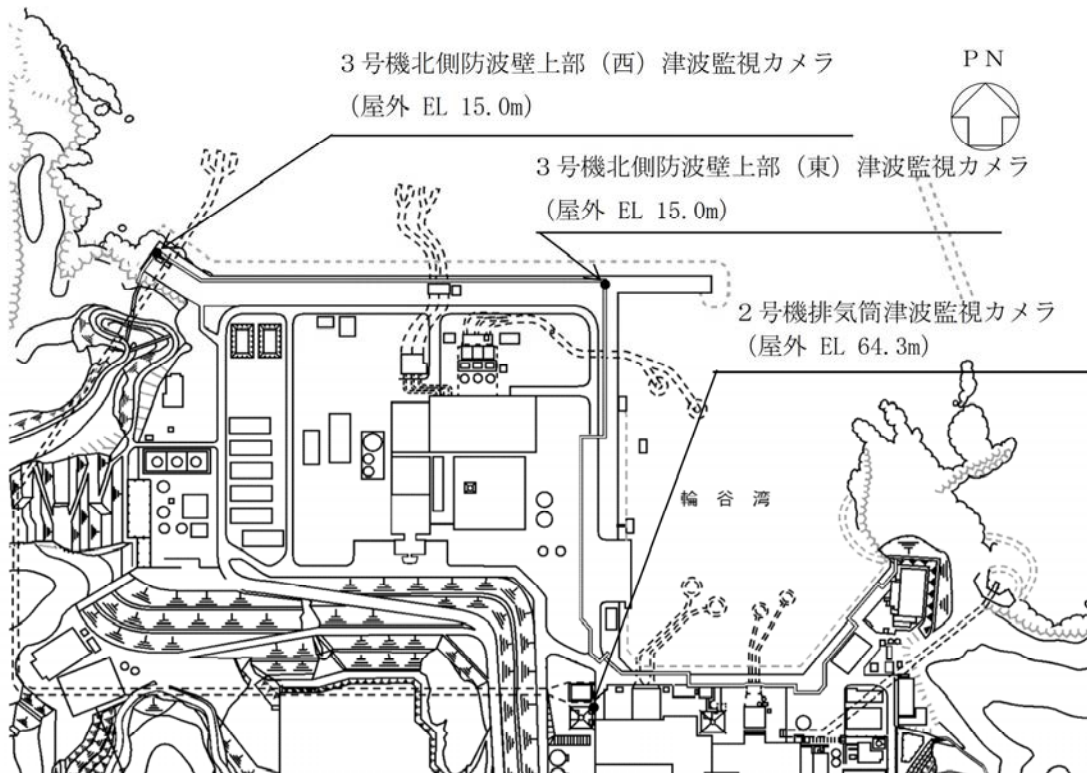 3号機北側防波壁上部（西）津波監視カメラ
(屋外 EL 15.0m)
PN
3号機北側防波壁上部（東）津波監視カメラ
(屋外 EL 15.0m)
2号機排気筒津波監視カメラ
(屋外 EL 64.3m)
輪谷湾